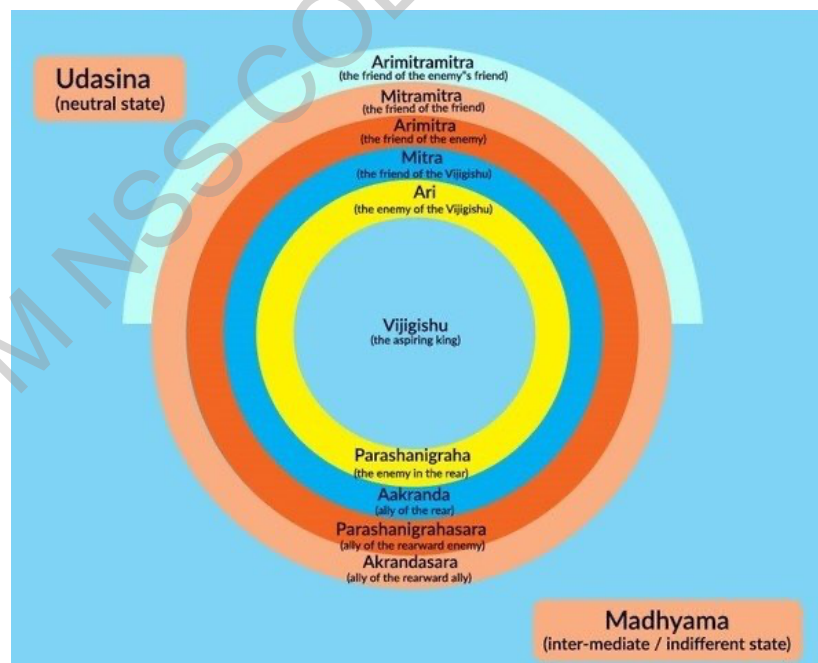 Udasina
(neutral state)
Arimitramitra
(the friend of the enemy"s friend)
Mitramitra
(the friend of the friend)
Arimitra
(the friend of the enemy)
Mitra
(the friend of the Vijigishu)
Ari
(the enemy of the Vijigishu)
Vijigishu
(the aspiring king)
Parashanigraha
(the enemy in the rear)
Aakranda
(ally of the rear)
Parashanigrahasara
(ally of the rearward enemy)
Akrandasara
(ally of the rearward ally)
Madhyama
(inter-mediate / indifferent state)
M NSS COL